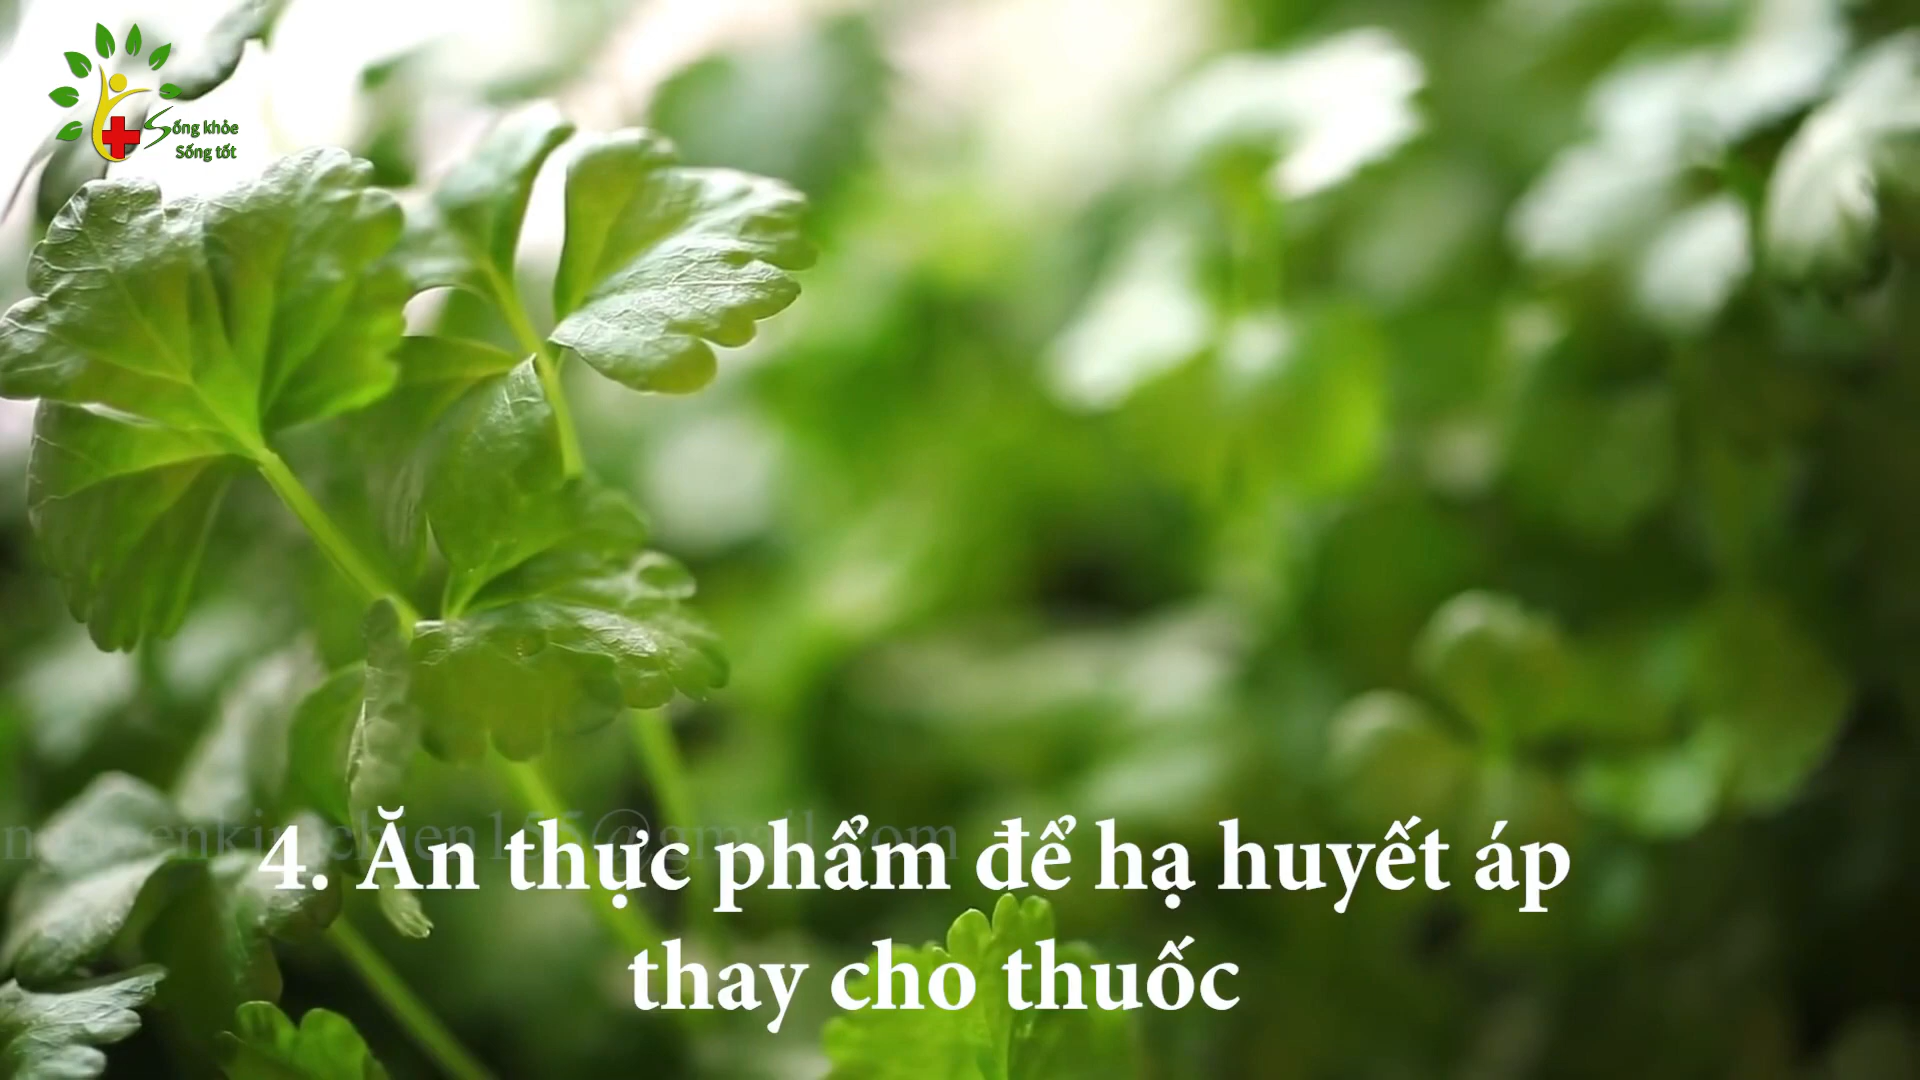 Sống khỏe
Sống tốt
4. Ăn thực phẩm để hạ huyết áp
thay cho thuốc